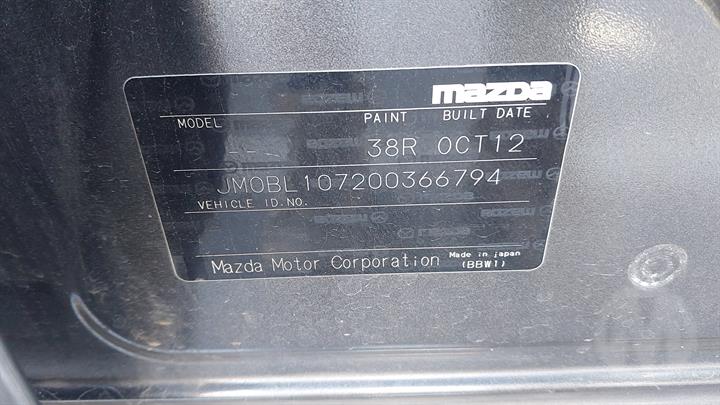 mazda
MODEL PAINT BUILT DATE
38R OCT12
JM0BL107200366794
VEHICLE ID.NO.
Mazda Motor Corporation Made in japan
(BBW1)